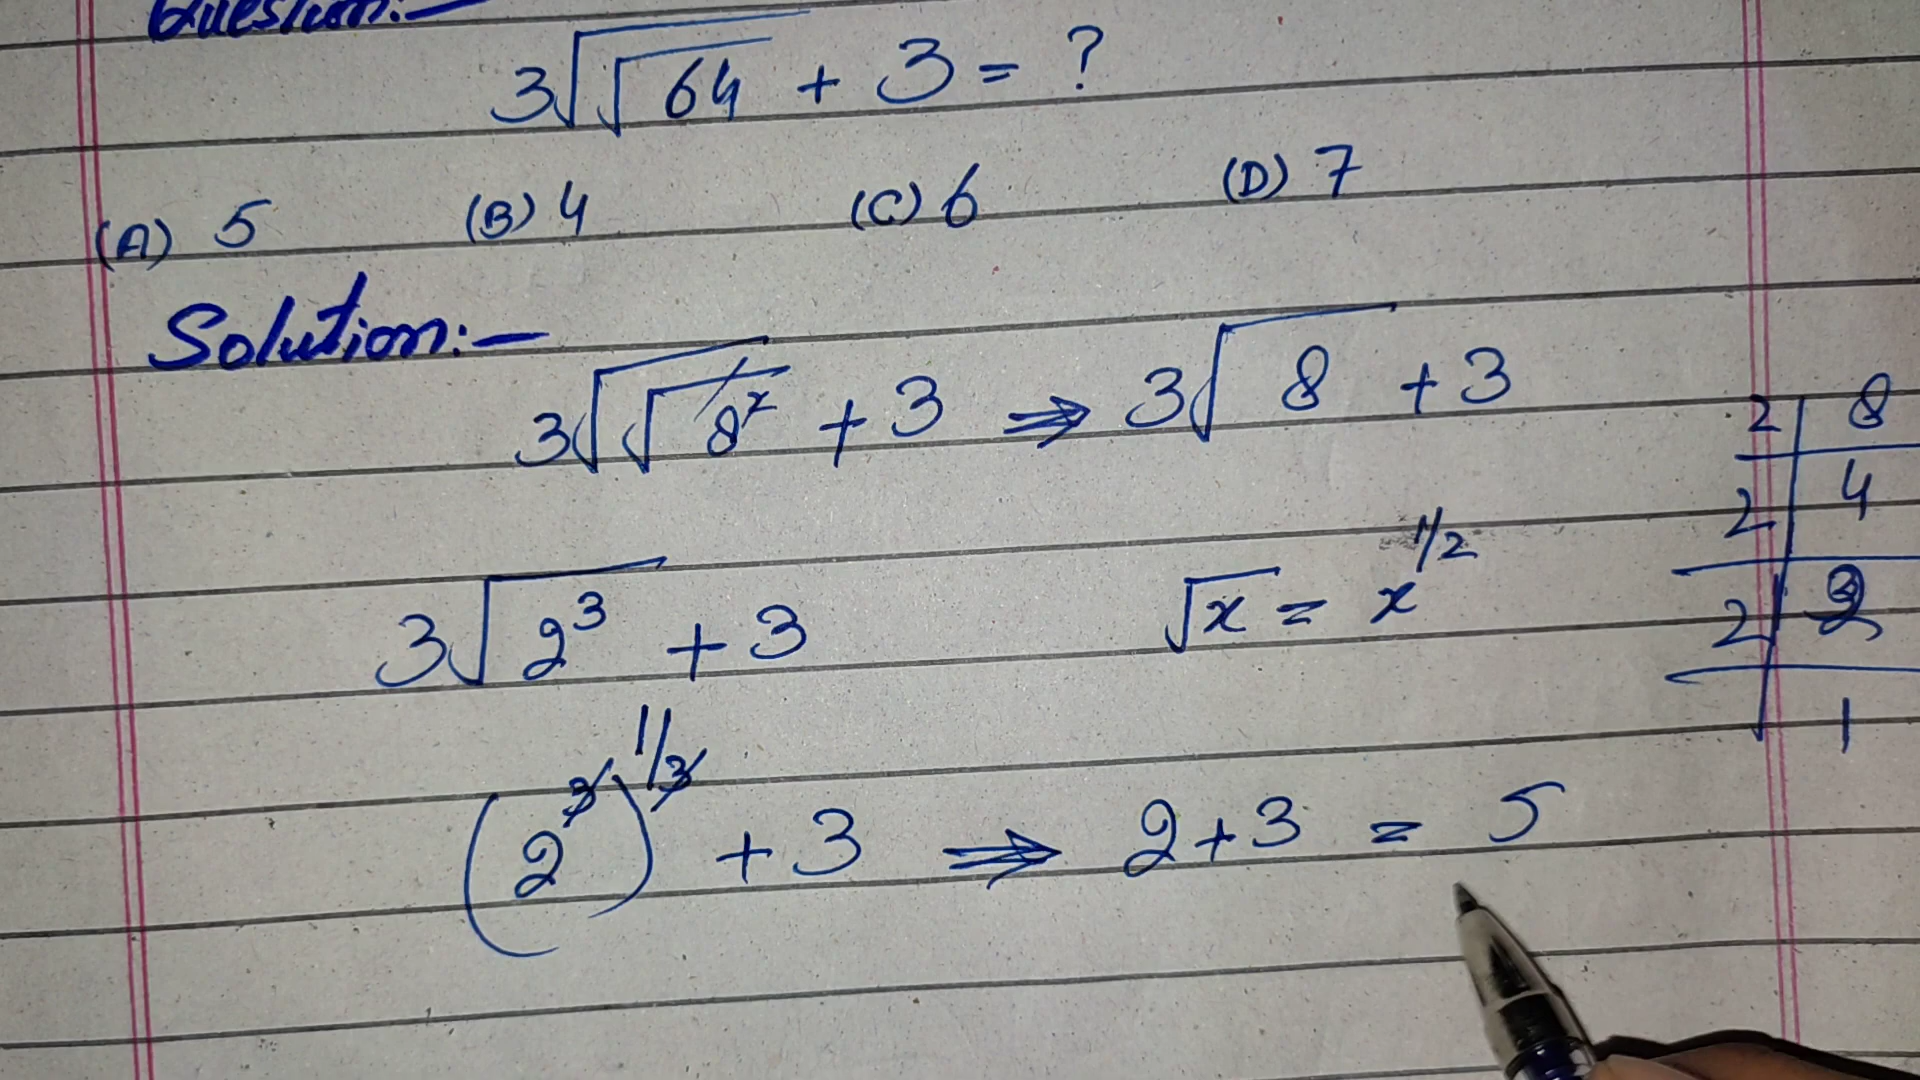 Question:-
3√√64 + 3 = ?
(A) 5 (B) 4 (C) 6 (D) 7
Solution:-
3√√8² + 3 ⇒ 3√8 + 3
3√2³ + 3
√x = x^1/2
(2³)^1/3 + 3 ⇒ 2+3 = 5
2 | 8
2 | 4
2 | 2
1